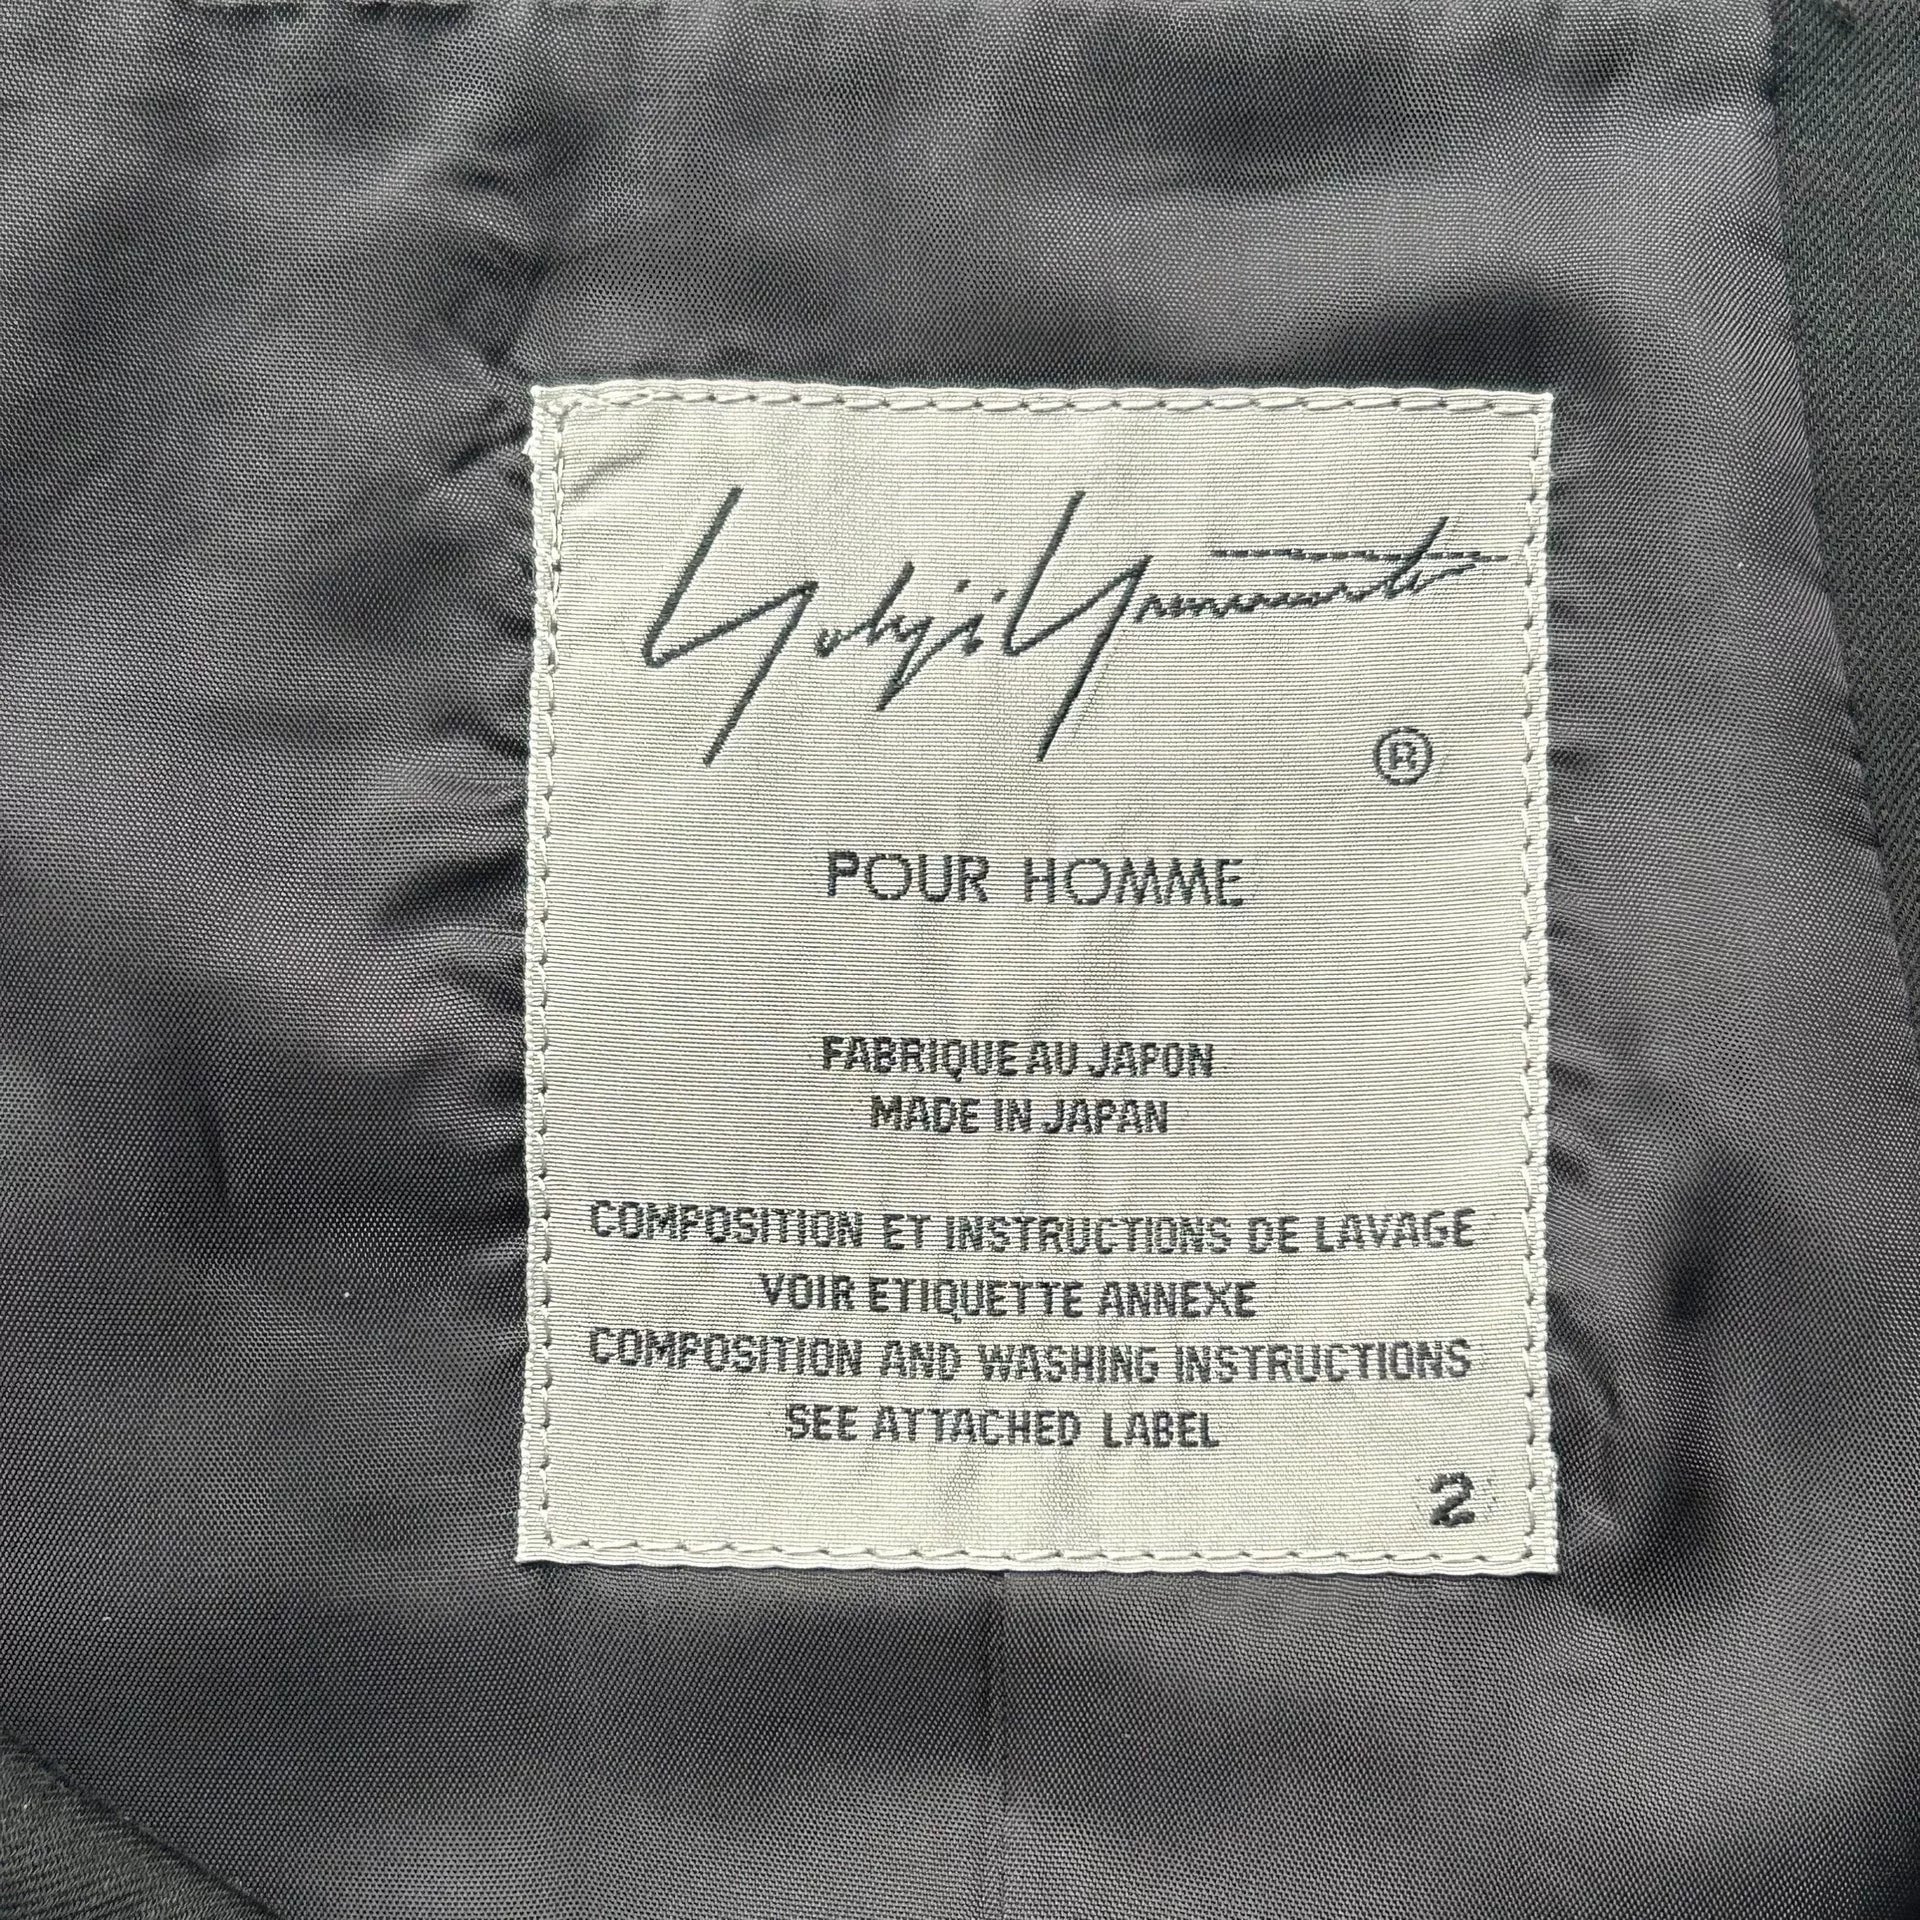 Yohji Yamamoto
®
POUR HOMME
FABRIQUE AU JAPON
MADE IN JAPAN
COMPOSITION ET INSTRUCTIONS DE LAVAGE
VOIR ETIQUETTE ANNEXE
COMPOSITION AND WASHING INSTRUCTIONS
SEE ATTACHED LABEL
2